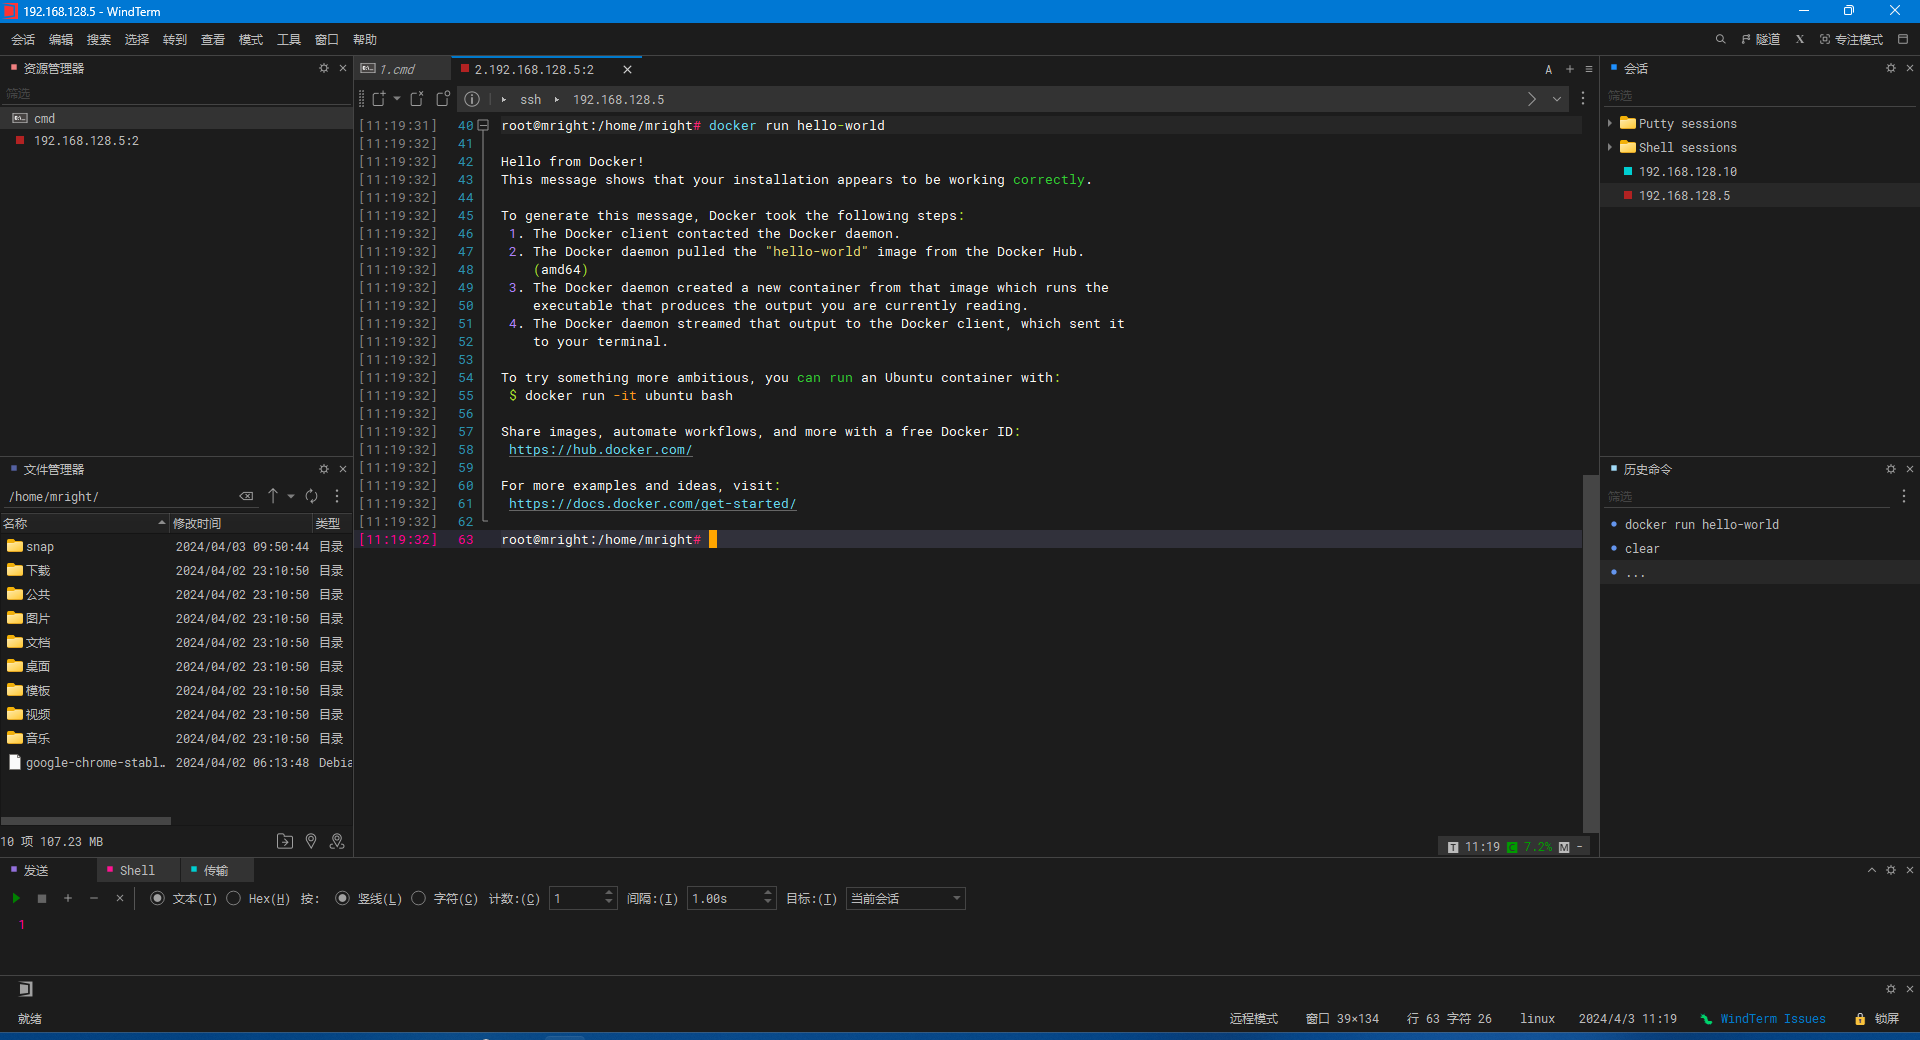 192.168.128.5 - WindTerm
会话 编辑 搜索 选择 转到 查看 模式 工具 窗口 帮助
隧道 X 专注模式
资源管理器
筛选
cmd
192.168.128.5:2
文件管理器
/home/mright/
名称 修改时间 类型
snap 2024/04/03 09:50:44 目录
下载 2024/04/02 23:10:50 目录
公共 2024/04/02 23:10:50 目录
图片 2024/04/02 23:10:50 目录
文档 2024/04/02 23:10:50 目录
桌面 2024/04/02 23:10:50 目录
模板 2024/04/02 23:10:50 目录
视频 2024/04/02 23:10:50 目录
音乐 2024/04/02 23:10:50 目录
google-chrome-stabl… 2024/04/02 06:13:48 Debia
10 项 107.23 MB
1.cmd 2.192.168.128.5:2 A
ssh 192.168.128.5
[11:19:31] 40 root@mright:/home/mright# docker run hello-world
[11:19:32] 41
[11:19:32] 42 Hello from Docker!
[11:19:32] 43 This message shows that your installation appears to be working correctly.
[11:19:32] 44
[11:19:32] 45 To generate this message, Docker took the following steps:
[11:19:32] 46 1. The Docker client contacted the Docker daemon.
[11:19:32] 47 2. The Docker daemon pulled the "hello-world" image from the Docker Hub.
[11:19:32] 48 (amd64)
[11:19:32] 49 3. The Docker daemon created a new container from that image which runs the
[11:19:32] 50 executable that produces the output you are currently reading.
[11:19:32] 51 4. The Docker daemon streamed that output to the Docker client, which sent it
[11:19:32] 52 to your terminal.
[11:19:32] 53
[11:19:32] 54 To try something more ambitious, you can run an Ubuntu container with:
[11:19:32] 55 $ docker run -it ubuntu bash
[11:19:32] 56
[11:19:32] 57 Share images, automate workflows, and more with a free Docker ID:
[11:19:32] 58 https://hub.docker.com/
[11:19:32] 59
[11:19:32] 60 For more examples and ideas, visit:
[11:19:32] 61 https://docs.docker.com/get-started/
[11:19:32] 62
[11:19:32] 63 root@mright:/home/mright#
T 11:19 C 7.2% M -
会话
筛选
Putty sessions
Shell sessions
192.168.128.10
192.168.128.5
历史命令
筛选
docker run hello-world
clear
...
发送 Shell 传输
文本(T) Hex(H) 按: 竖线(L) 字符(C) 计数:(C) 1 间隔:(I) 1.00s 目标:(T) 当前会话
1
就绪 远程模式 窗口 39×134 行 63 字符 26 linux 2024/4/3 11:19 WindTerm Issues 锁屏